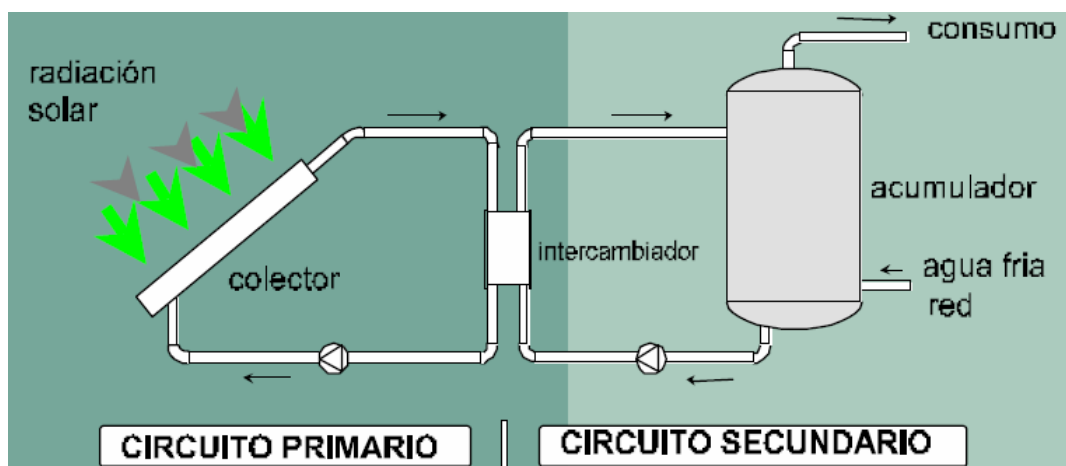 radiación
solar
consumo
acumulador
intercambiador
colector
agua fria
red
CIRCUITO PRIMARIO
CIRCUITO SECUNDARIO